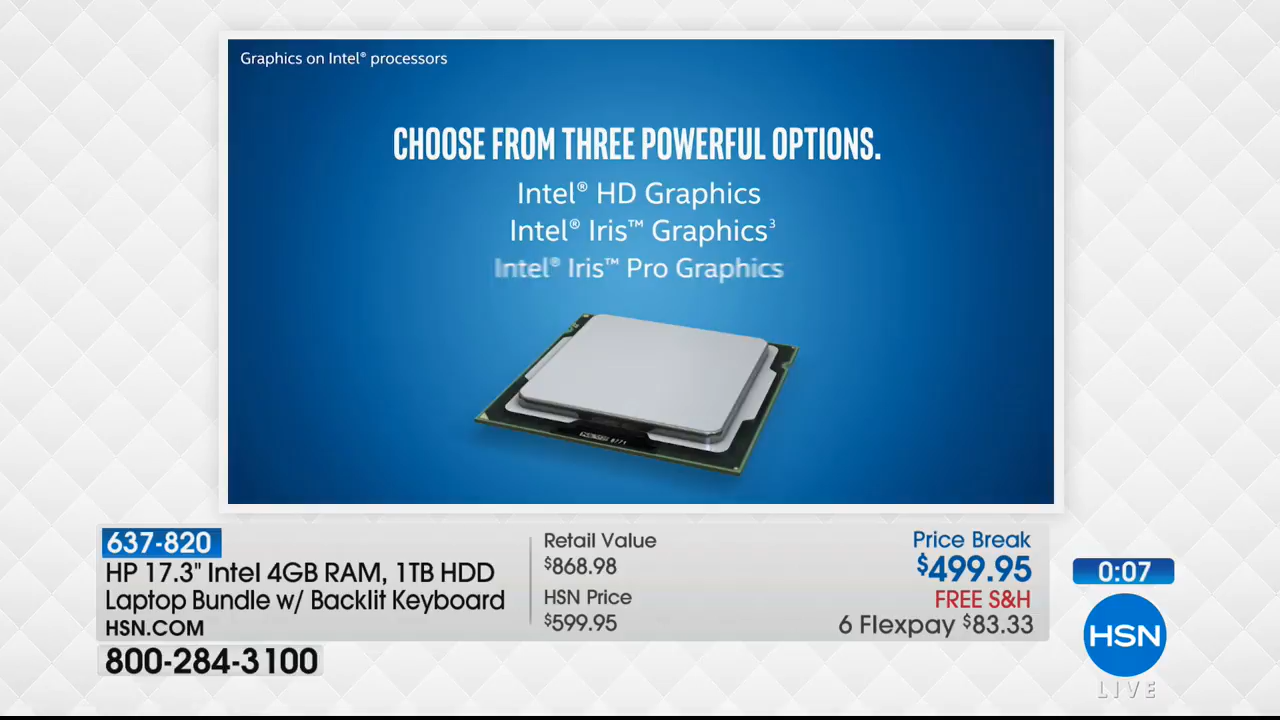 Graphics on Intel® processors
CHOOSE FROM THREE POWERFUL OPTIONS.
Intel® HD Graphics
Intel® Iris™ Graphics³
Intel® Iris™ Pro Graphics
637-820
HP 17.3" Intel 4GB RAM, 1TB HDD
Laptop Bundle w/ Backlit Keyboard
HSN.COM
800-284-3100
Retail Value
$868.98
HSN Price
$599.95
Price Break
$499.95
FREE S&H
6 Flexpay $83.33
0:07
HSN
LIVE